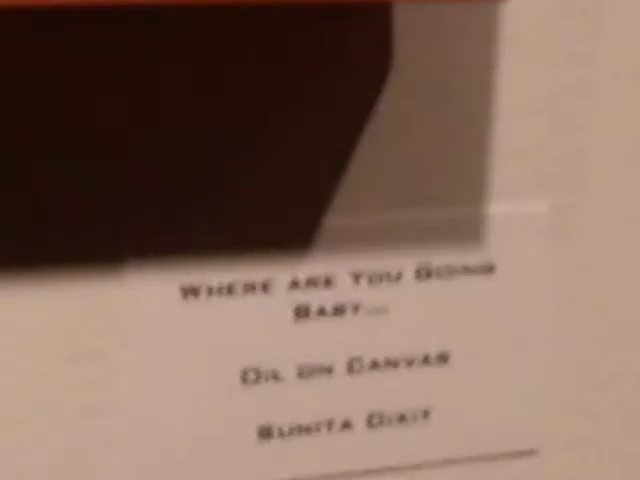 WHERE ARE YOU GOING
BABY...
OIL ON CANVAS
SUNITA DIXIT